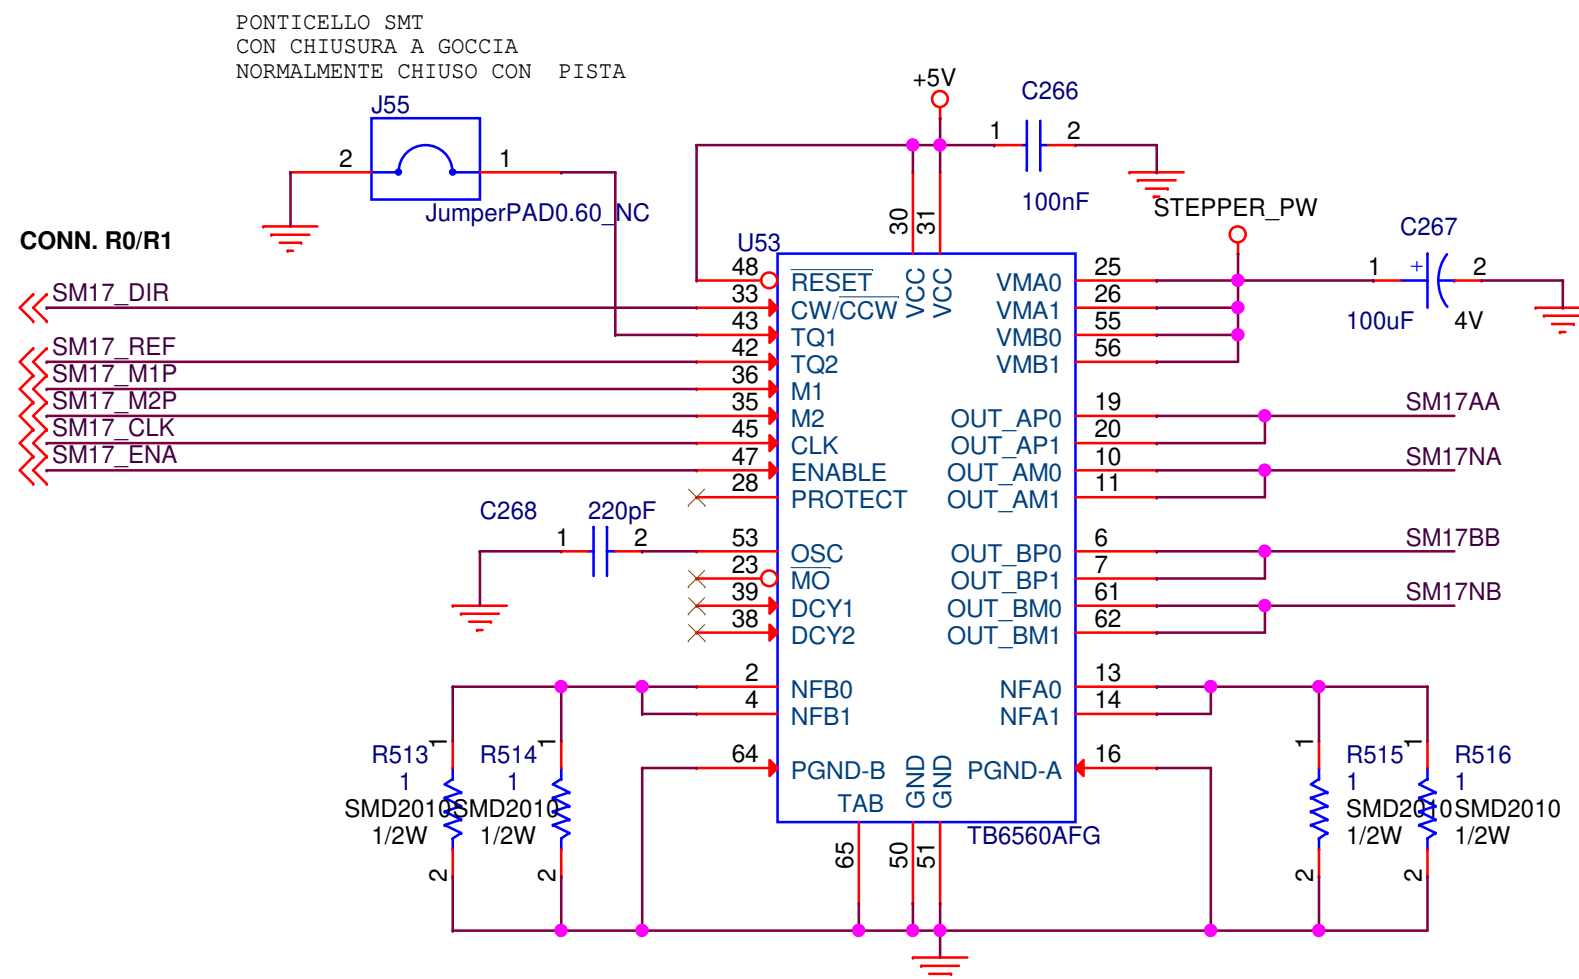 PONTICELLO SMT
CON CHIUSURA A GOCCIA
NORMALMENTE CHIUSO CON PISTA
J55
2
1
JumperPAD0.60_NC
+5V
C266
1
2
100nF
30
31
STEPPER_PW
C267
1
+
2
100uF
4V
CONN. R0/R1
SM17_DIR
SM17_REF
SM17_M1P
SM17_M2P
SM17_CLK
SM17_ENA
U53
48
RESET
33
CW/CCW
43
TQ1
42
TQ2
36
M1
35
M2
45
CLK
47
ENABLE
28
PROTECT
53
OSC
23
MO
39
DCY1
38
DCY2
2
NFB0
4
NFB1
64
PGND-B
VCC
VCC
VMA0
25
VMA1
26
VMB0
55
VMB1
56
OUT_AP0
19
SM17AA
OUT_AP1
20
OUT_AM0
10
SM17NA
OUT_AM1
11
OUT_BP0
6
SM17BB
OUT_BP1
7
OUT_BM0
61
SM17NB
OUT_BM1
62
NFA0
13
NFA1
14
PGND-A
16
TAB
GND
GND
TB6560AFG
65
50
51
C268
220pF
1
2
R513
1
SMD2010
1/2W
1
2
R514
1
SMD2010
1/2W
1
2
R515
1
SMD2010
1/2W
1
2
R516
1
SMD2010
1/2W
1
2